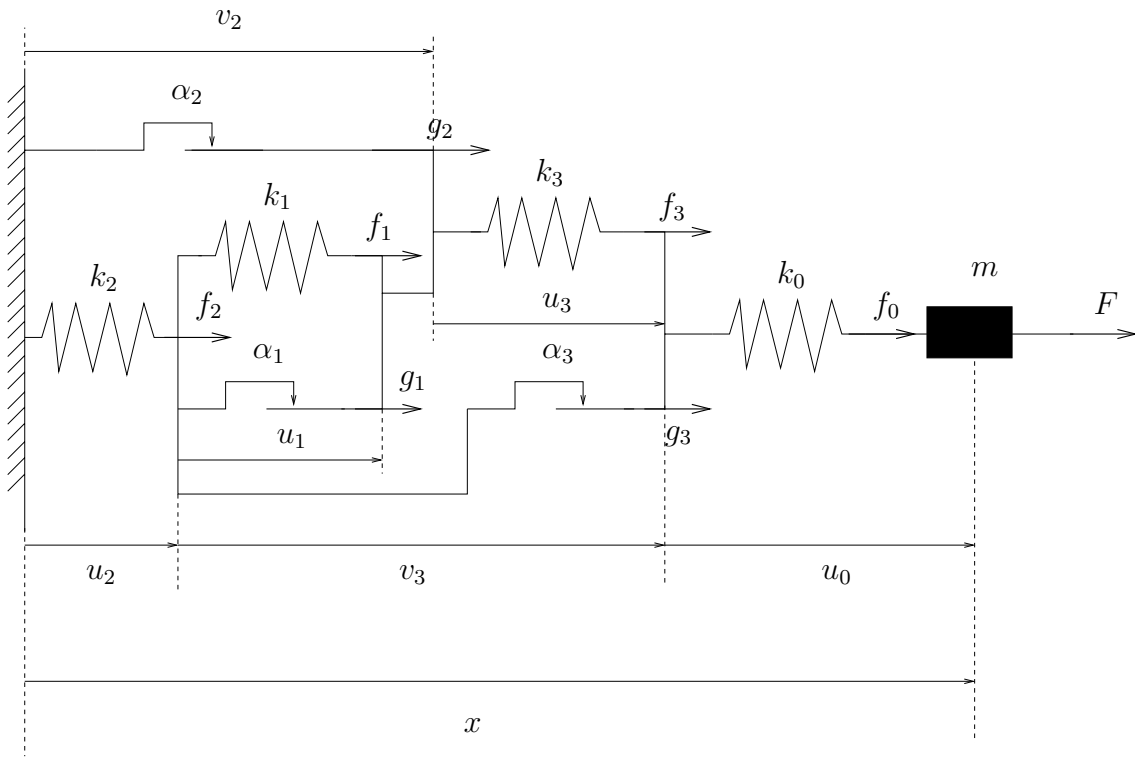 v₂
α₂
g₂
k₁
k₃
f₁
f₃
k₂
f₂
k₀
m
f₀
F
u₃
α₁
α₃
g₁
u₁
g₃
u₂
v₃
u₀
x